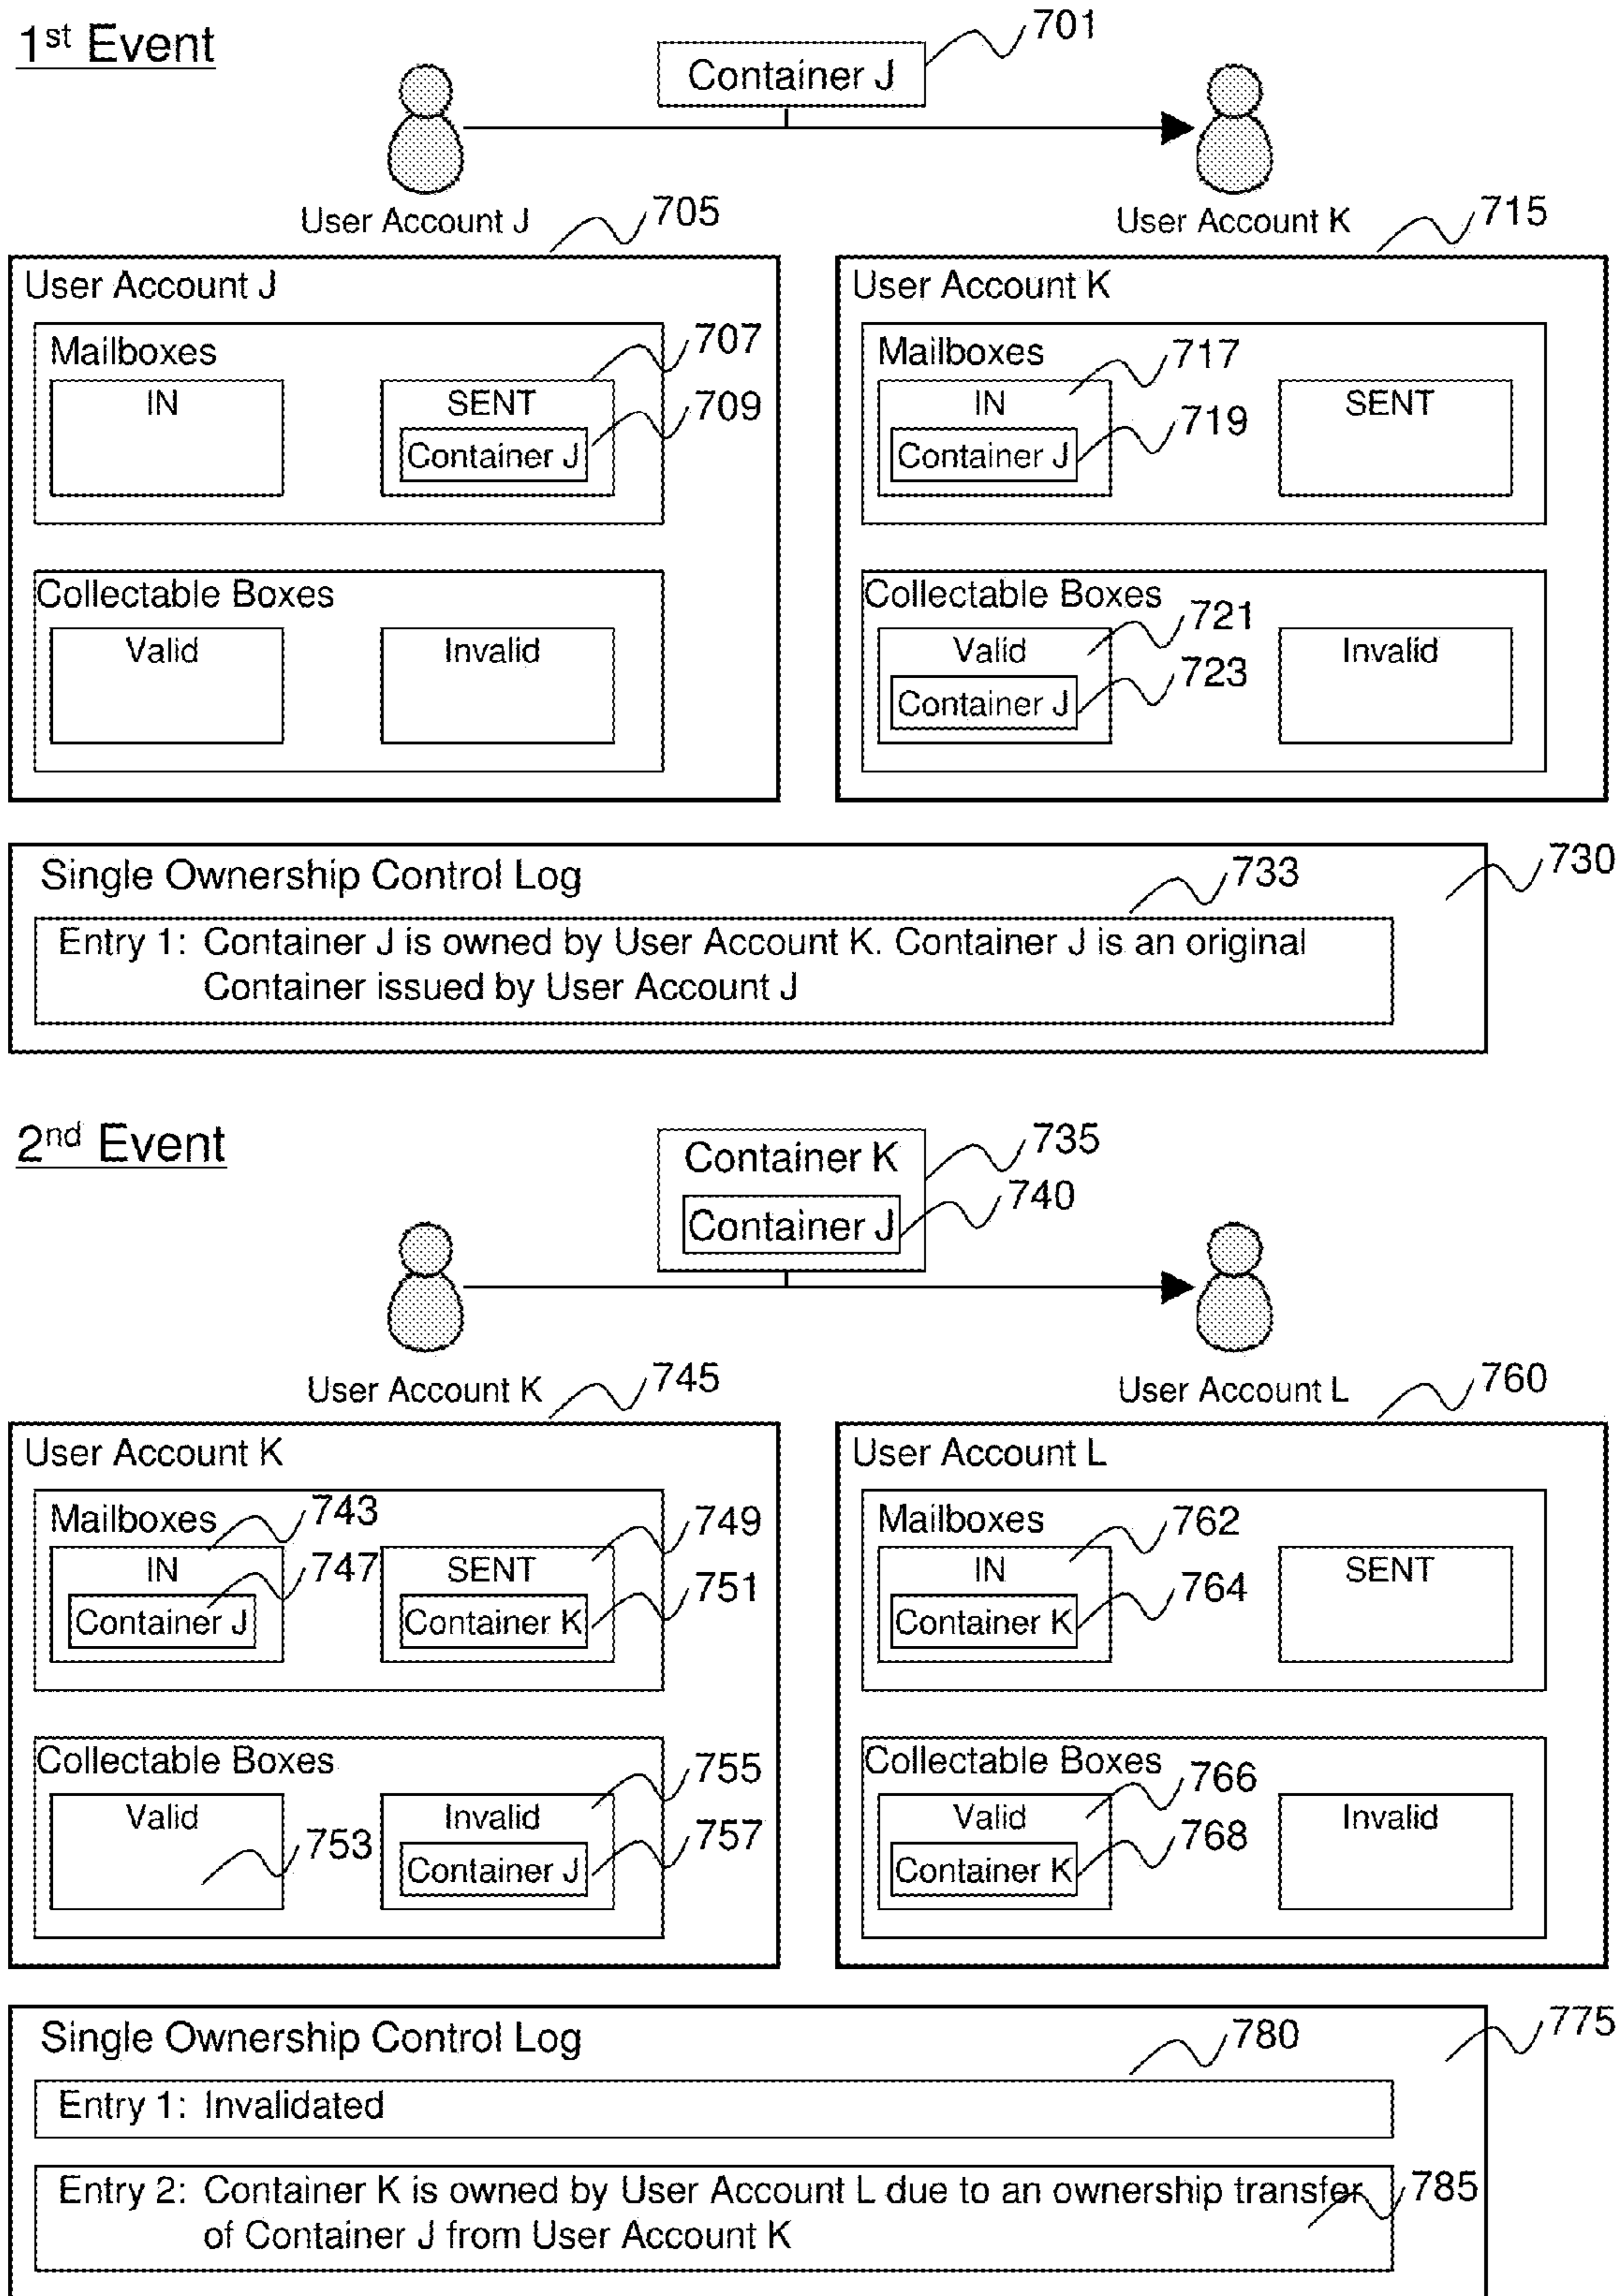 1st Event
701
Container J
User Account J
705
User Account K
715
User Account J
Mailboxes
707
IN
SENT
709
Container J
Collectable Boxes
Valid
Invalid
User Account K
Mailboxes
717
IN
SENT
719
Container J
Collectable Boxes
721
Valid
Invalid
723
Container J
730
Single Ownership Control Log
733
Entry 1: Container J is owned by User Account K. Container J is an original
Container issued by User Account J
2nd Event
735
Container K
740
Container J
User Account K
745
User Account L
760
User Account K
Mailboxes
743
749
IN
747
SENT
751
Container J
Container K
Collectable Boxes
755
Valid
Invalid
753
757
Container J
User Account L
Mailboxes
762
IN
SENT
764
Container K
Collectable Boxes
766
Valid
Invalid
768
Container K
775
Single Ownership Control Log
780
Entry 1: Invalidated
Entry 2: Container K is owned by User Account L due to an ownership transfer
785
of Container J from User Account K